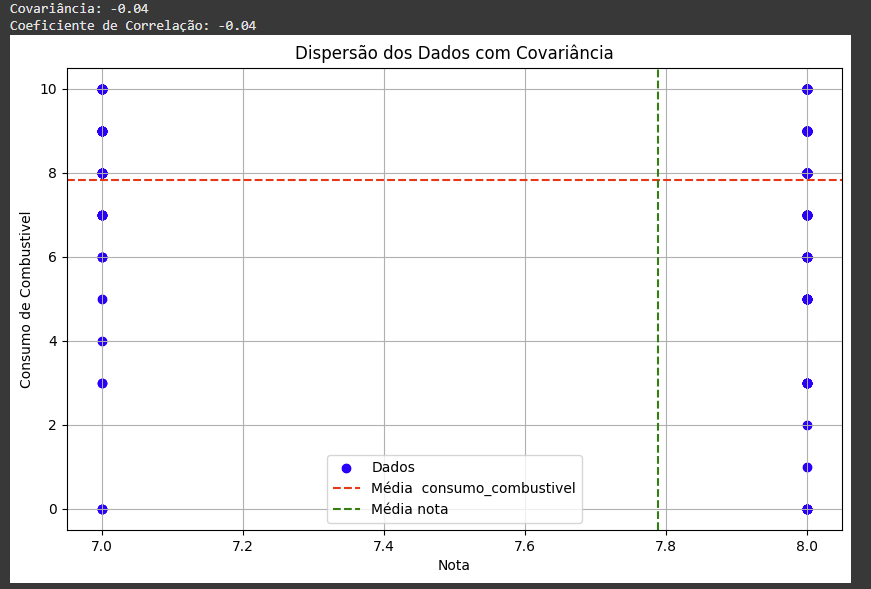 Covariância: -0.04
Coeficiente de Correlação: -0.04
Dispersão dos Dados com Covariância
10
8
6
4
2
0
Consumo de Combustivel
Dados
Média  consumo_combustivel
Média nota
7.0 7.2 7.4 7.6 7.8 8.0
Nota